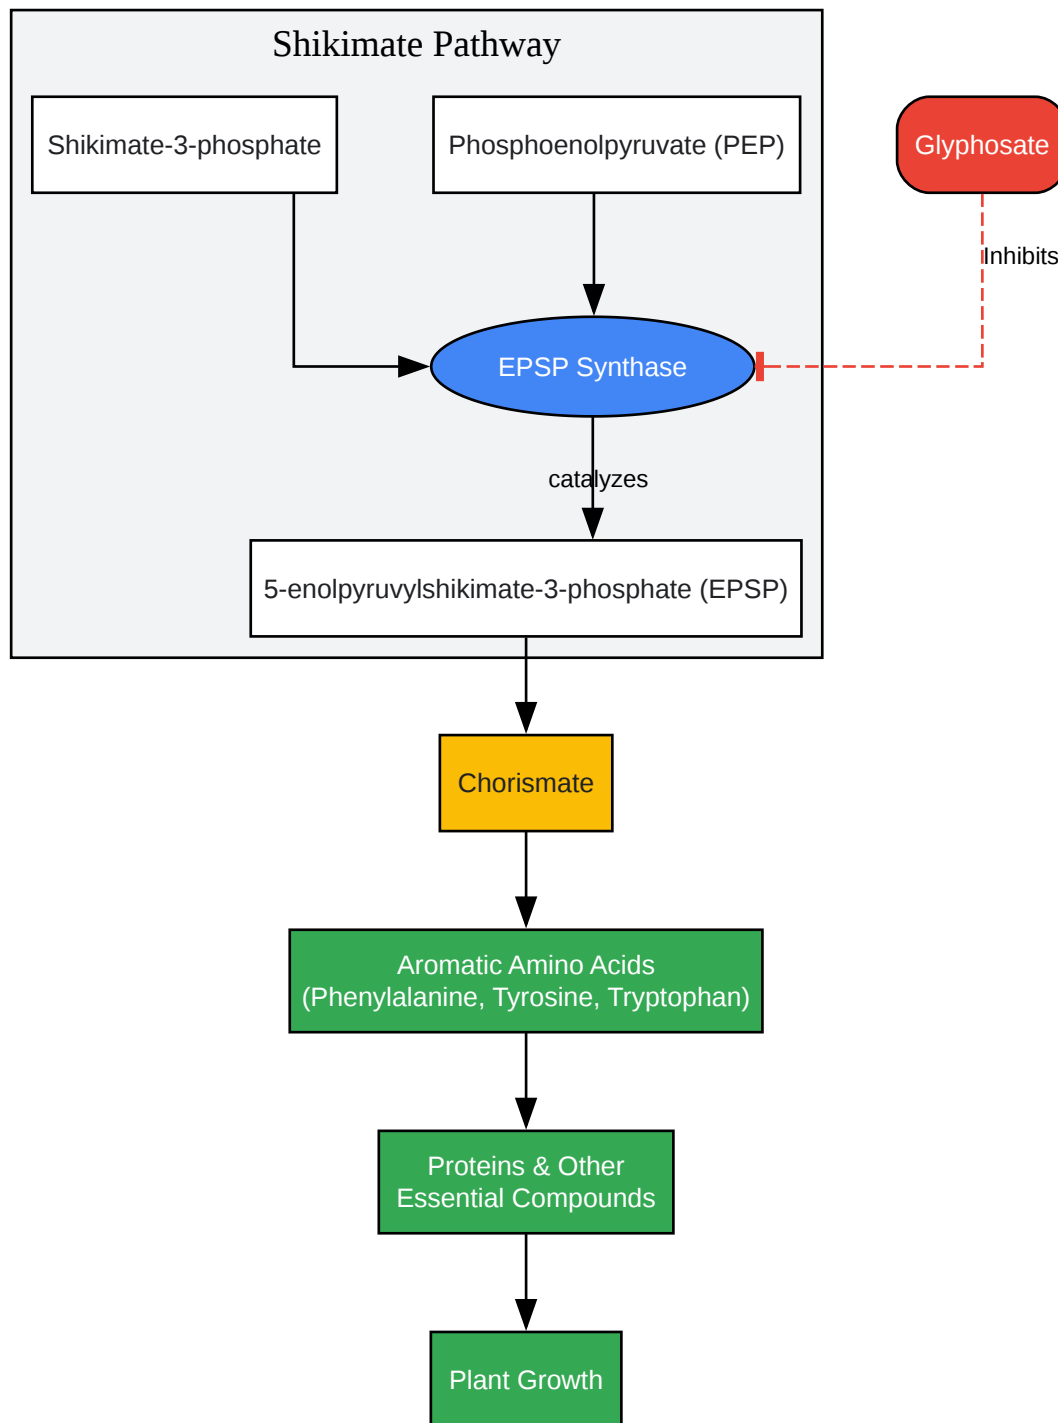 Shikimate Pathway
Shikimate-3-phosphate
Phosphoenolpyruvate (PEP)
Glyphosate
Inhibits
EPSP Synthase
catalyzes
5-enolpyruvylshikimate-3-phosphate (EPSP)
Chorismate
Aromatic Amino Acids
(Phenylalanine, Tyrosine, Tryptophan)
Proteins & Other
Essential Compounds
Plant Growth